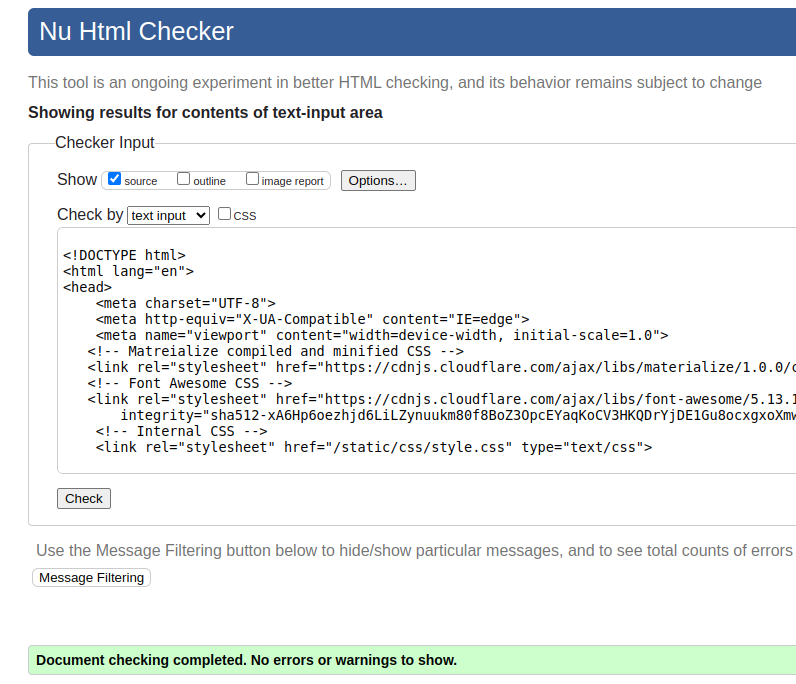 Nu Html Checker
This tool is an ongoing experiment in better HTML checking, and its behavior remains subject to change
Showing results for contents of text-input area
Checker Input
Show source outline image report Options...
Check by text input CSS
<!DOCTYPE html>
<html lang="en">
<head>
    <meta charset="UTF-8">
    <meta http-equiv="X-UA-Compatible" content="IE=edge">
    <meta name="viewport" content="width=device-width, initial-scale=1.0">
   <!-- Matreialize compiled and minified CSS -->
   <link rel="stylesheet" href="https://cdnjs.cloudflare.com/ajax/libs/materialize/1.0.0/c
   <!-- Font Awesome CSS -->
   <link rel="stylesheet" href="https://cdnjs.cloudflare.com/ajax/libs/font-awesome/5.13.1
       integrity="sha512-xA6Hp6oezhjd6LiLZynuukm80f8BoZ3OpcEYaqKoCV3HKQDrYjDE1Gu8ocxgxoXmw
    <!-- Internal CSS -->
    <link rel="stylesheet" href="/static/css/style.css" type="text/css">
Check
Use the Message Filtering button below to hide/show particular messages, and to see total counts of errors
Message Filtering
Document checking completed. No errors or warnings to show.